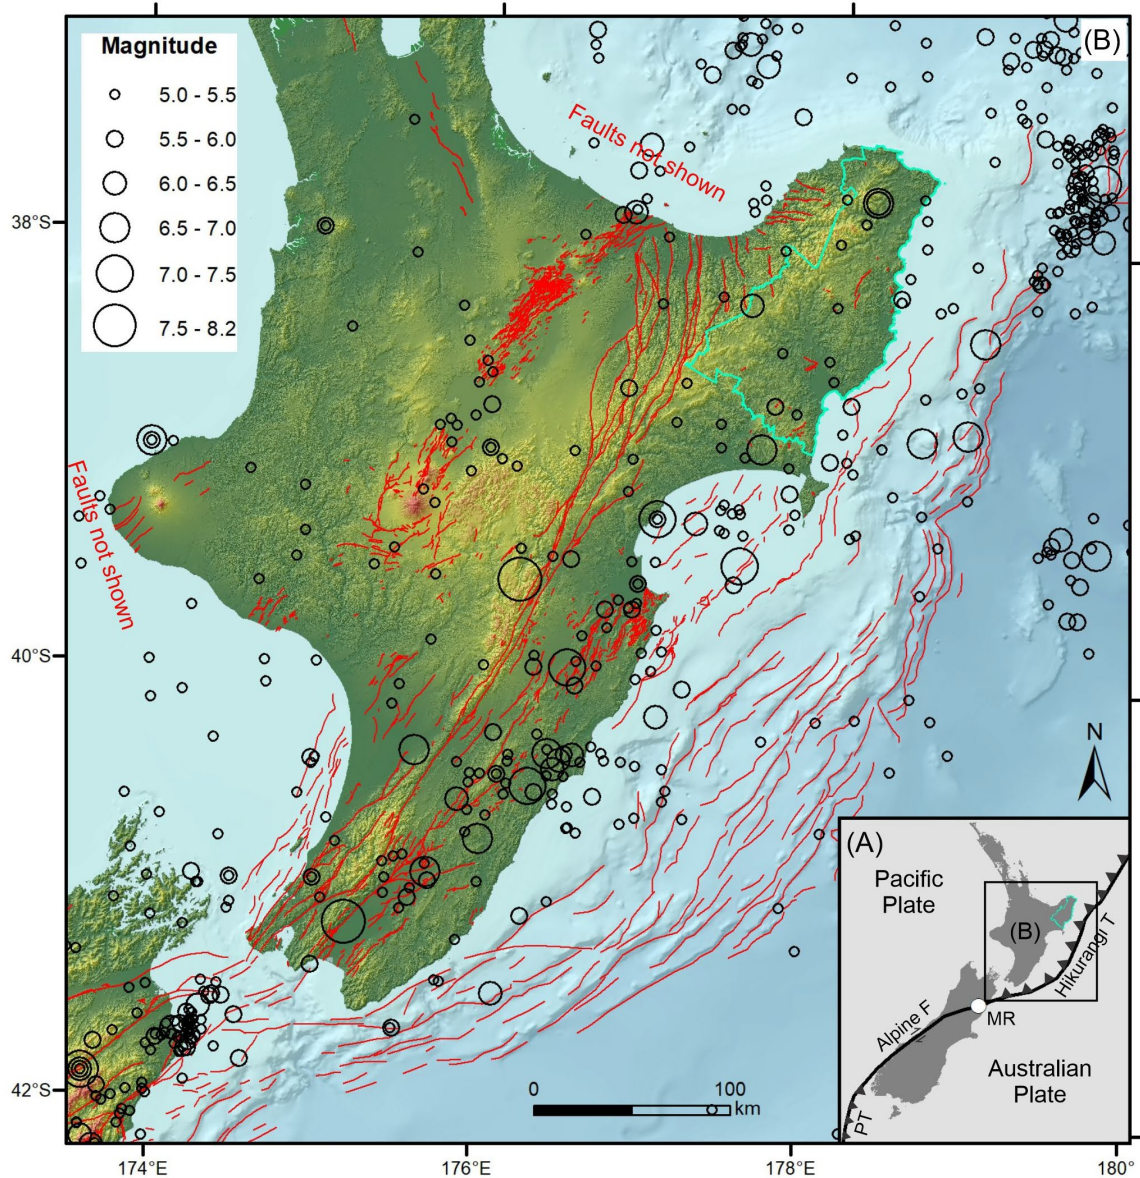 (B)
Magnitude
5.0 - 5.5
5.5 - 6.0
6.0 - 6.5
6.5 - 7.0
7.0 - 7.5
7.5 - 8.2
Faults not shown
38°S
Faults not shown
40°S
N
(A)
Pacific
Plate
(B)
Hikurangi T
MR
Alpine F
Australian
Plate
PT
42°S
0 100
km
174°E 176°E 178°E 180°